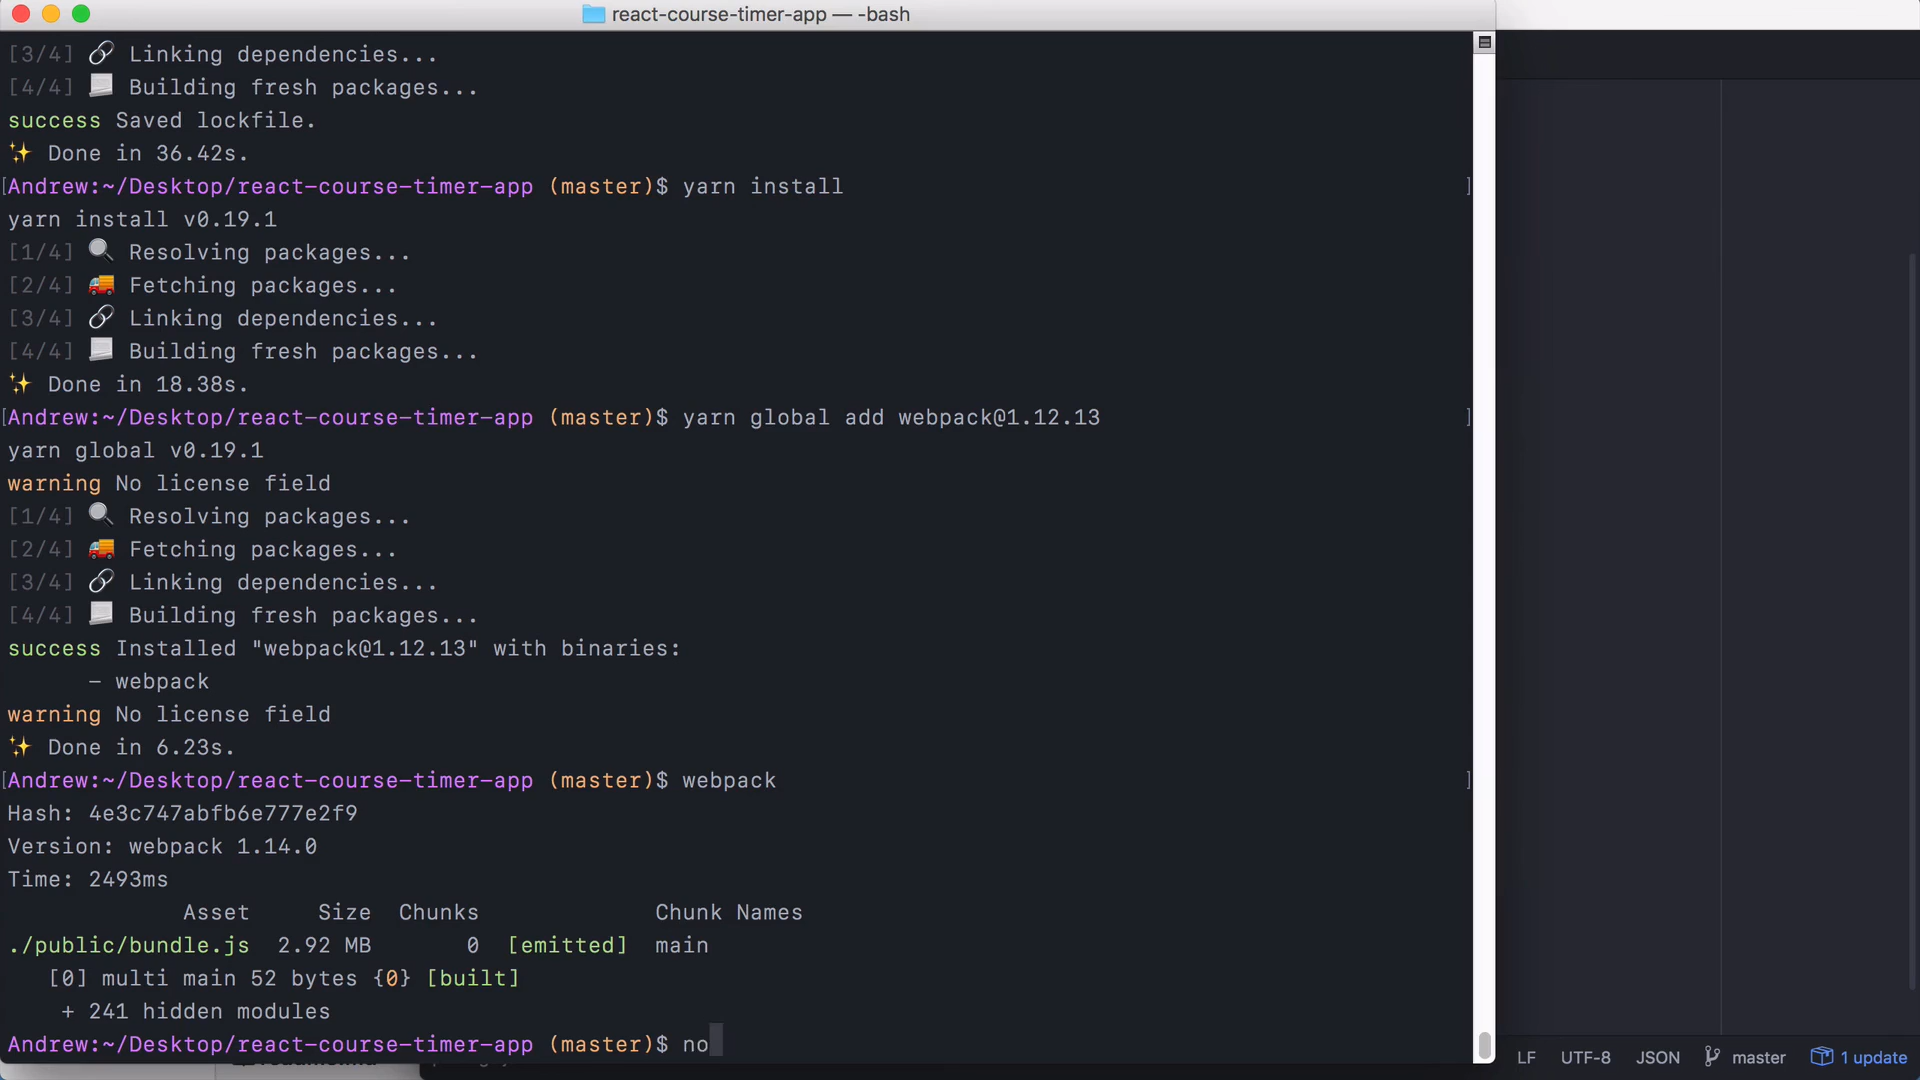 react-course-timer-app — -bash
[3/4] 🔗 Linking dependencies...
[4/4] 📃 Building fresh packages...
success Saved lockfile.
✨ Done in 36.42s.
[Andrew:~/Desktop/react-course-timer-app (master)$ yarn install ]
yarn install v0.19.1
[1/4] 🔍 Resolving packages...
[2/4] 🚚 Fetching packages...
[3/4] 🔗 Linking dependencies...
[4/4] 📃 Building fresh packages...
✨ Done in 18.38s.
[Andrew:~/Desktop/react-course-timer-app (master)$ yarn global add webpack@1.12.13 ]
yarn global v0.19.1
warning No license field
[1/4] 🔍 Resolving packages...
[2/4] 🚚 Fetching packages...
[3/4] 🔗 Linking dependencies...
[4/4] 📃 Building fresh packages...
success Installed "webpack@1.12.13" with binaries:
– webpack
warning No license field
✨ Done in 6.23s.
[Andrew:~/Desktop/react-course-timer-app (master)$ webpack ]
Hash: 4e3c747abfb6e777e2f9
Version: webpack 1.14.0
Time: 2493ms
Asset Size Chunks Chunk Names
./public/bundle.js 2.92 MB 0 [emitted] main
[0] multi main 52 bytes {0} [built]
+ 241 hidden modules
Andrew:~/Desktop/react-course-timer-app (master)$ no
LF UTF-8 JSON master 1 update